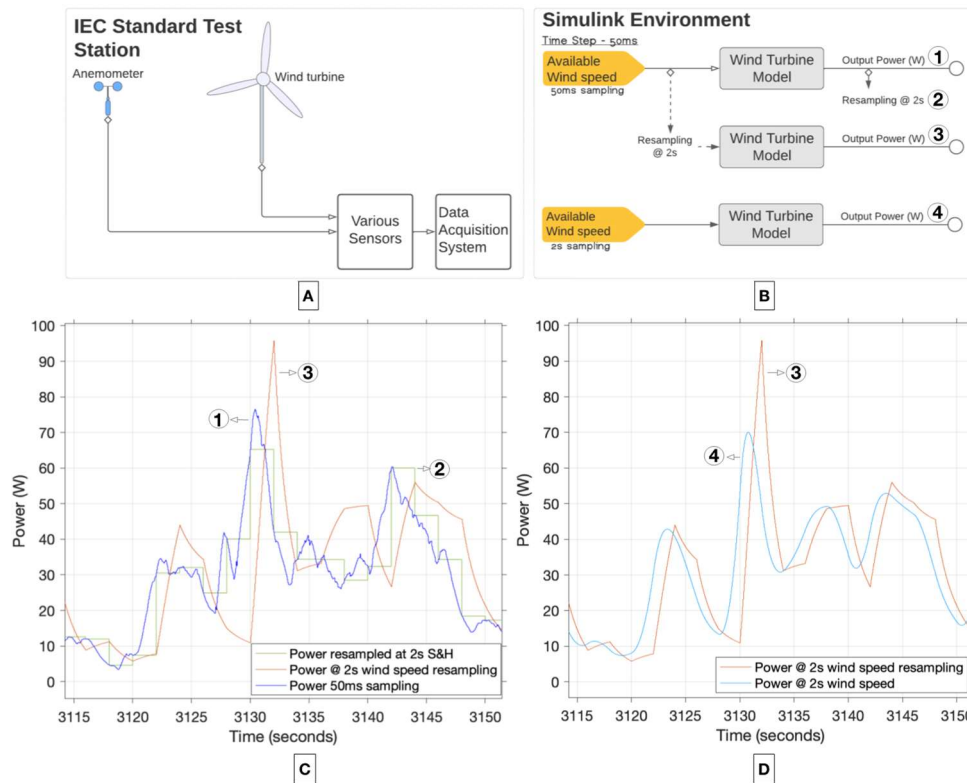 IEC Standard Test
Station
Anemometer
Wind turbine
Various
Sensors
Data
Acquisition
System
A
Simulink Environment
Time Step - 50ms
Available
Wind speed
50ms sampling
Wind Turbine
Model
Output Power (W)
1
Resampling @ 2s
2
Resampling
@ 2s
Wind Turbine
Model
Output Power (W)
3
Available
Wind speed
2s sampling
Wind Turbine
Model
Output Power (W)
4
B
100
90
80
70
60
50
40
30
20
10
0
Power (W)
1
2
3
Power resampled at 2s S&H
Power @ 2s wind speed resampling
Power 50ms sampling
3115 3120 3125 3130 3135 3140 3145 3150
Time (seconds)
C
100
90
80
70
60
50
40
30
20
10
0
Power (W)
3
4
Power @ 2s wind speed resampling
Power @ 2s wind speed
3115 3120 3125 3130 3135 3140 3145 3150
Time (seconds)
D